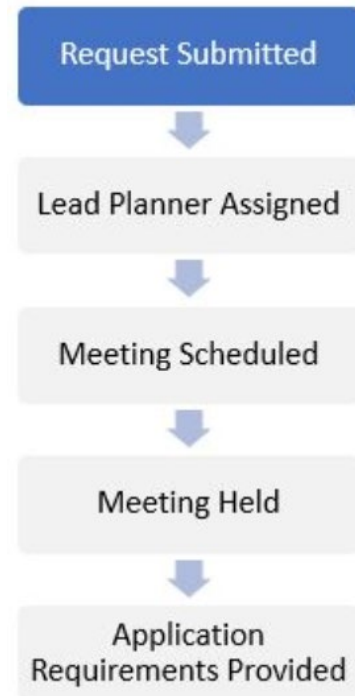 Request Submitted
Lead Planner Assigned
Meeting Scheduled
Meeting Held
Application
Requirements Provided